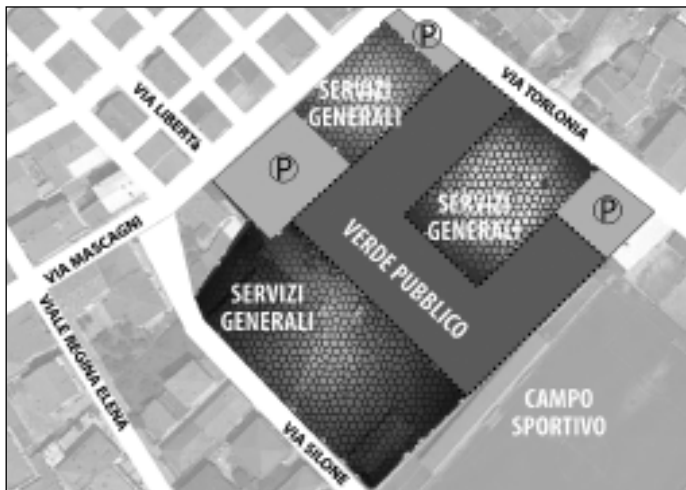 P
VIA TORLONIA
VIA LIBERTÀ
SERVIZI
GENERALI
P
SERVIZI
GENERALI
P
VIA MASCAGNI
VERDE PUBBLICO
SERVIZI
GENERALI
VIALE REGINA ELENA
CAMPO
SPORTIVO
VIA SILONE